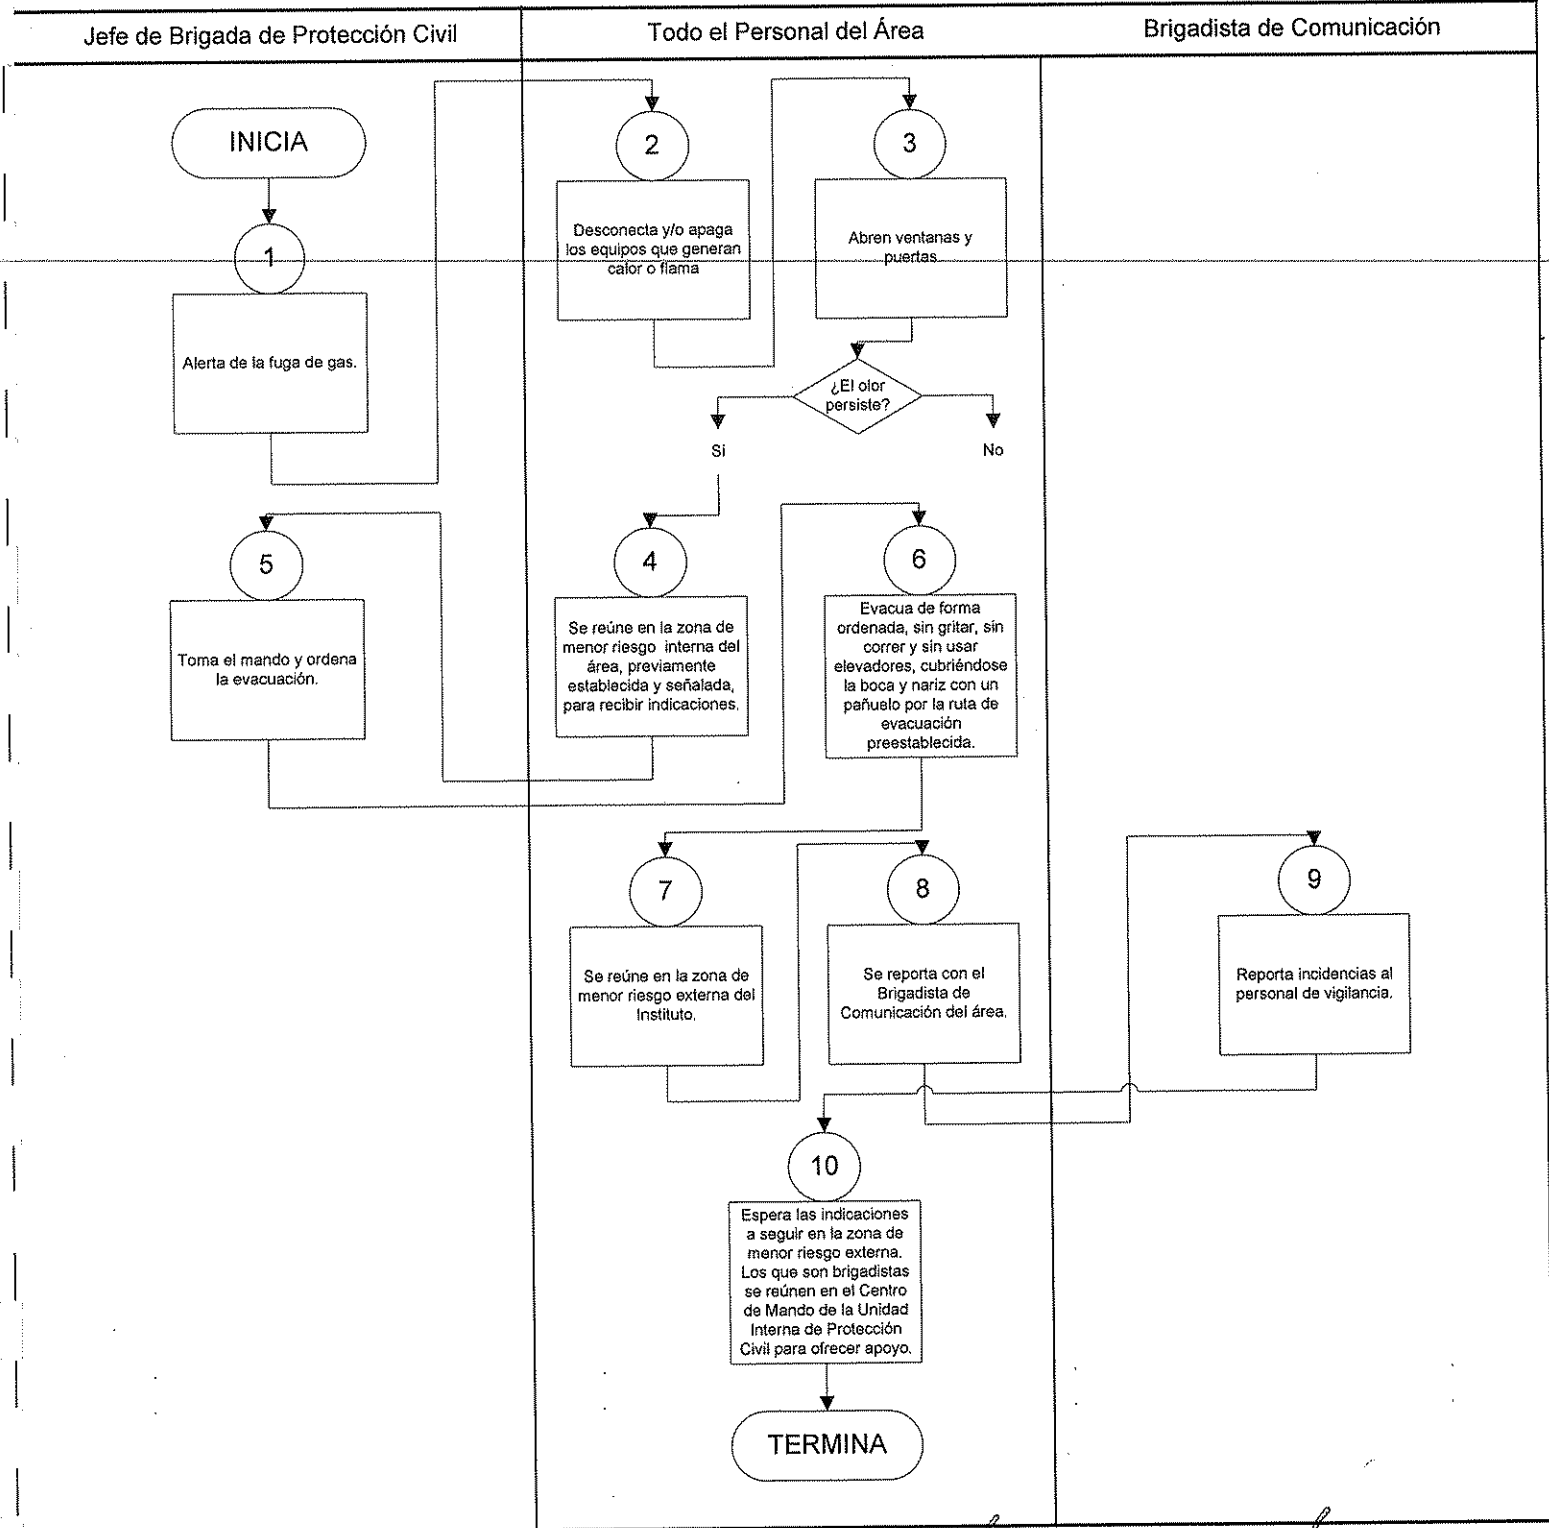 Jefe de Brigada de Protección Civil
Todo el Personal del Área
Brigadista de Comunicación
INICIA
1
Alerta de la fuga de gas.
2
Desconecta y/o apaga
los equipos que generan
calor o flama
3
Abren ventanas y
puertas
¿El olor
persiste?
Si
No
4
Se reúne en la zona de
menor riesgo interna del
área, previamente
establecida y señalada,
para recibir indicaciones.
5
Toma el mando y ordena
la evacuación.
6
Evacua de forma
ordenada, sin gritar, sin
correr y sin usar
elevadores, cubriéndose
la boca y nariz con un
pañuelo por la ruta de
evacuación
preestablecida.
7
Se reúne en la zona de
menor riesgo externa del
Instituto.
8
Se reporta con el
Brigadista de
Comunicación del área.
9
Reporta incidencias al
personal de vigilancia.
10
Espera las indicaciones
a seguir en la zona de
menor riesgo externa.
Los que son brigadistas
se reúnen en el Centro
de Mando de la Unidad
Interna de Protección
Civil para ofrecer apoyo.
TERMINA